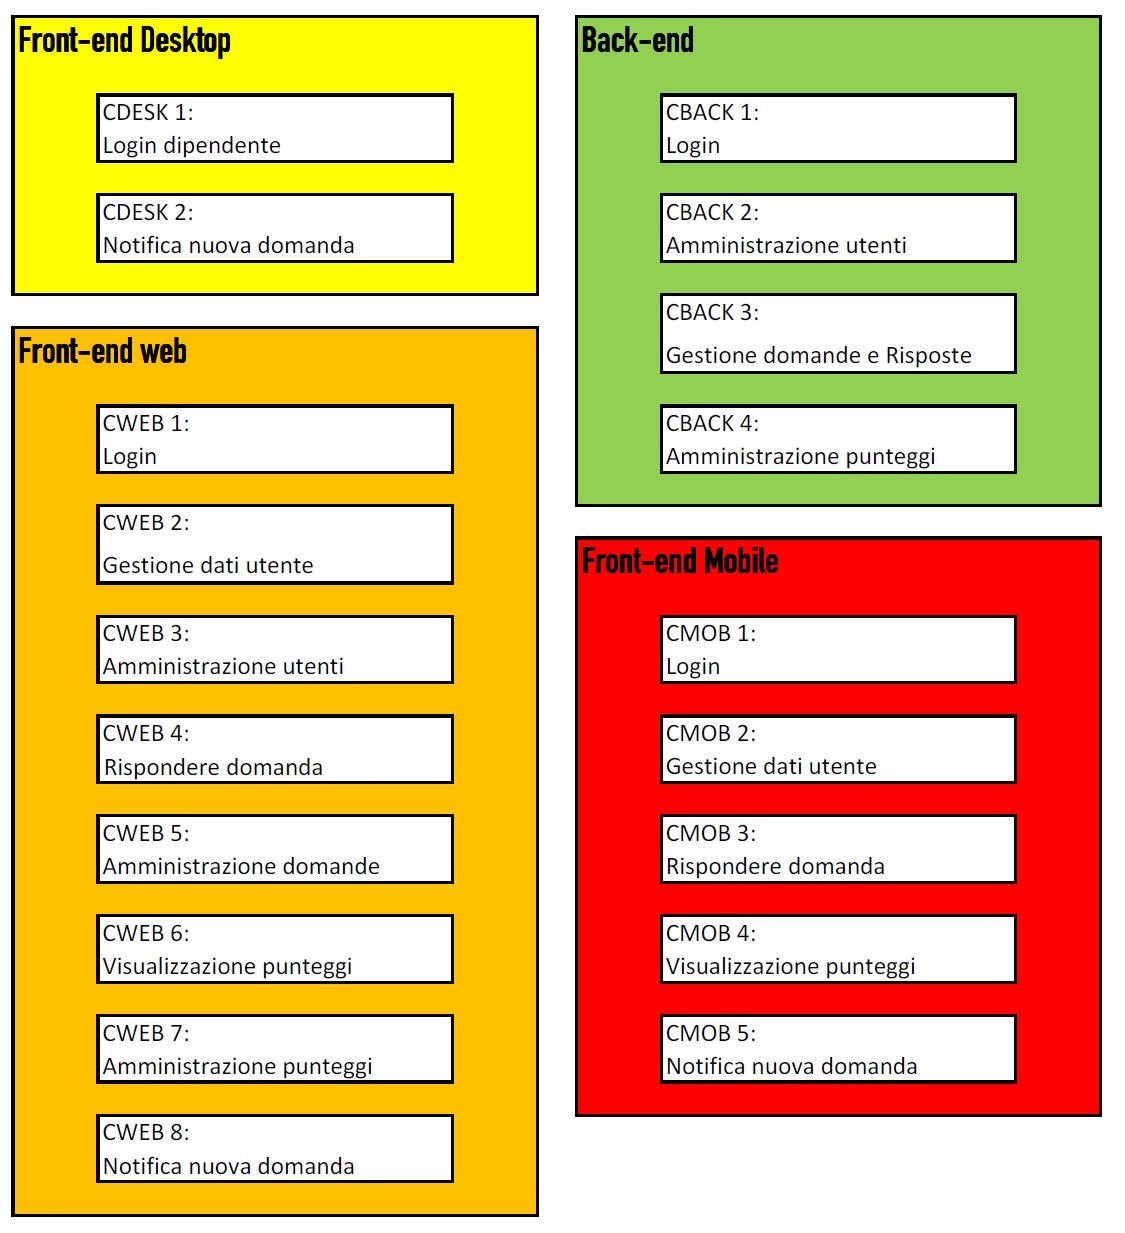 Front-end Desktop
CDESK 1:
Login dipendente
CDESK 2:
Notifica nuova domanda
Front-end web
CWEB 1:
Login
CWEB 2:
Gestione dati utente
CWEB 3:
Amministrazione utenti
CWEB 4:
Rispondere domanda
CWEB 5:
Amministrazione domande
CWEB 6:
Visualizzazione punteggi
CWEB 7:
Amministrazione punteggi
CWEB 8:
Notifica nuova domanda
Back-end
CBACK 1:
Login
CBACK 2:
Amministrazione utenti
CBACK 3:
Gestione domande e Risposte
CBACK 4:
Amministrazione punteggi
Front-end Mobile
CMOB 1:
Login
CMOB 2:
Gestione dati utente
CMOB 3:
Rispondere domanda
CMOB 4:
Visualizzazione punteggi
CMOB 5:
Notifica nuova domanda